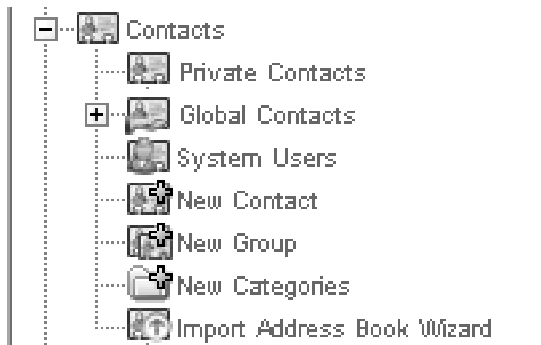 Contacts
Private Contacts
Global Contacts
System Users
New Contact
New Group
New Categories
Import Address Book Wizard